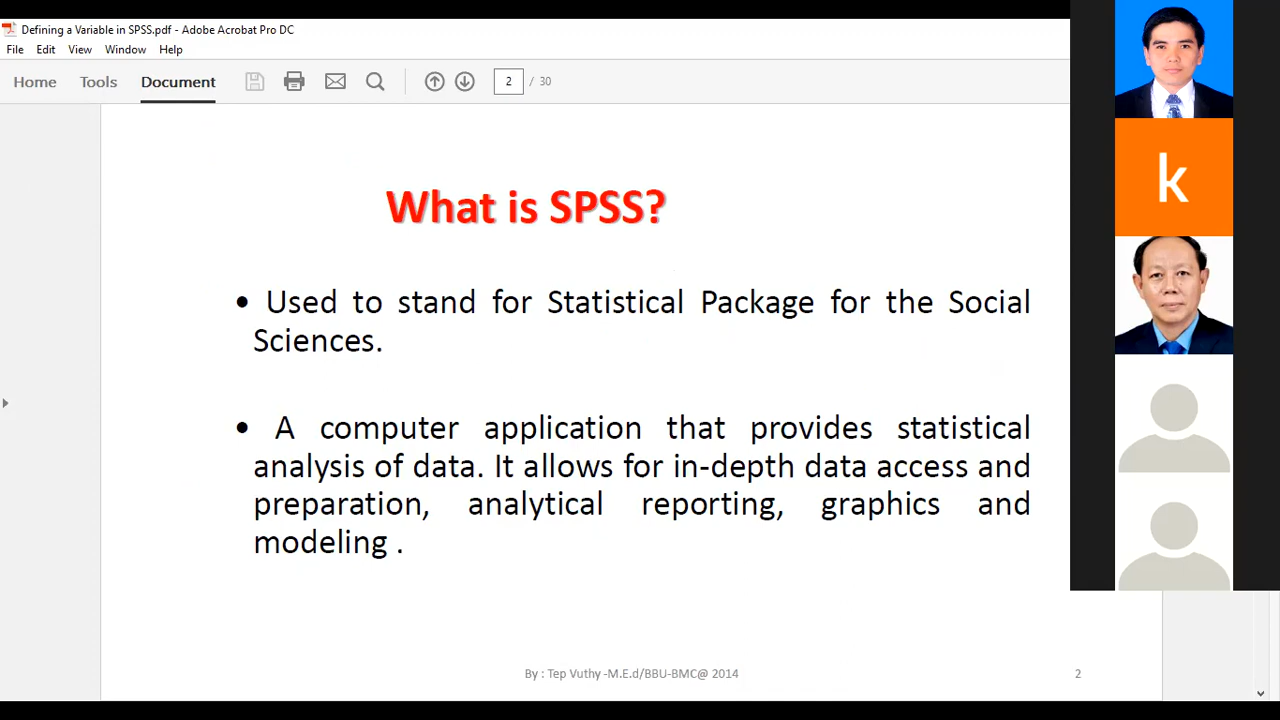 Defining a Variable in SPSS.pdf - Adobe Acrobat Pro DC
File Edit View Window Help
Home Tools Document 2 / 30
What is SPSS?
• Used to stand for Statistical Package for the Social
Sciences.
• A computer application that provides statistical
analysis of data. It allows for in-depth data access and
preparation, analytical reporting, graphics and
modeling .
By : Tep Vuthy -M.E.d/BBU-BMC@ 2014
2
k